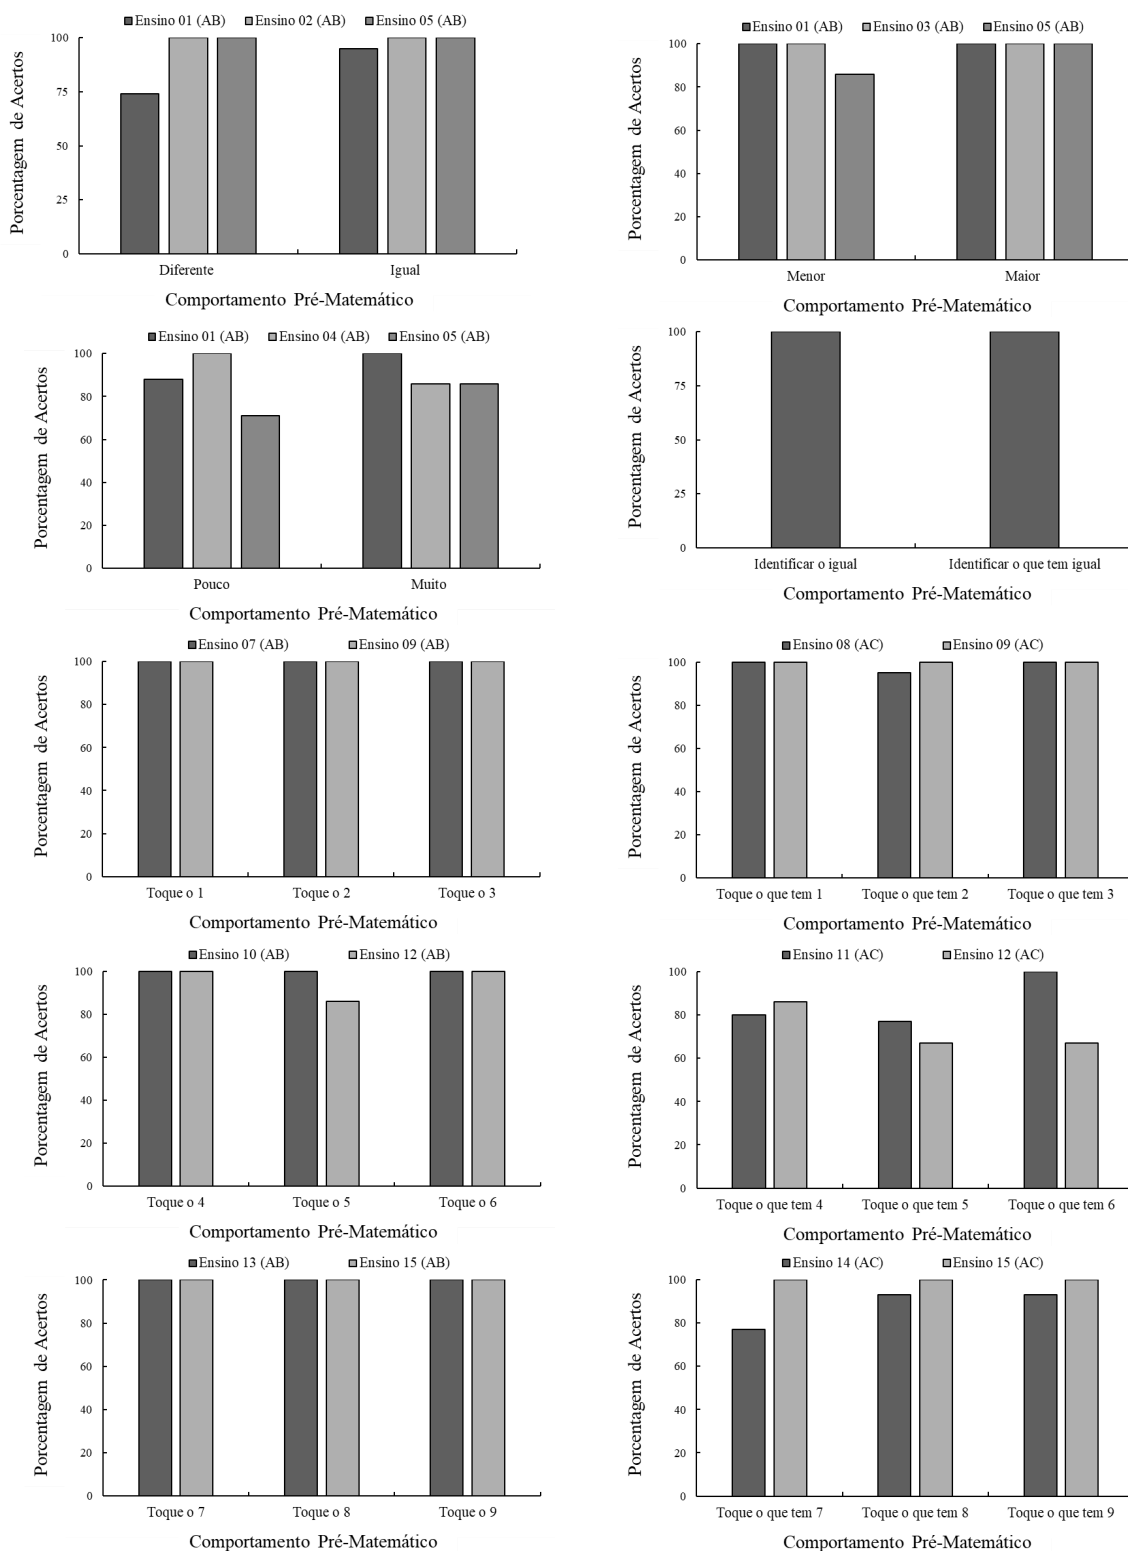 Ensino 01 (AB) Ensino 02 (AB) Ensino 05 (AB)
Porcentagem de Acertos
100
75
50
25
0
Diferente Igual
Comportamento Pré-Matemático
Ensino 01 (AB) Ensino 03 (AB) Ensino 05 (AB)
Porcentagem de Acertos
100
80
60
40
20
0
Menor Maior
Comportamento Pré-Matemático
Ensino 01 (AB) Ensino 04 (AB) Ensino 05 (AB)
Porcentagem de Acertos
100
80
60
40
20
0
Pouco Muito
Comportamento Pré-Matemático
Porcentagem de Acertos
100
75
50
25
0
Identificar o igual Identificar o que tem igual
Comportamento Pré-Matemático
Ensino 07 (AB) Ensino 09 (AB)
Porcentagem de Acertos
100
80
60
40
20
0
Toque o 1 Toque o 2 Toque o 3
Comportamento Pré-Matemático
Ensino 08 (AC) Ensino 09 (AC)
Porcentagem de Acertos
100
80
60
40
20
0
Toque o que tem 1 Toque o que tem 2 Toque o que tem 3
Comportamento Pré-Matemático
Ensino 10 (AB) Ensino 12 (AB)
Porcentagem de Acertos
100
80
60
40
20
0
Toque o 4 Toque o 5 Toque o 6
Comportamento Pré-Matemático
Ensino 11 (AC) Ensino 12 (AC)
Porcentagem de Acertos
100
80
60
40
20
0
Toque o que tem 4 Toque o que tem 5 Toque o que tem 6
Comportamento Pré-Matemático
Ensino 13 (AB) Ensino 15 (AB)
Porcentagem de Acertos
100
80
60
40
20
0
Toque o 7 Toque o 8 Toque o 9
Comportamento Pré-Matemático
Ensino 14 (AC) Ensino 15 (AC)
Porcentagem de Acertos
100
80
60
40
20
0
Toque o que tem 7 Toque o que tem 8 Toque o que tem 9
Comportamento Pré-Matemático